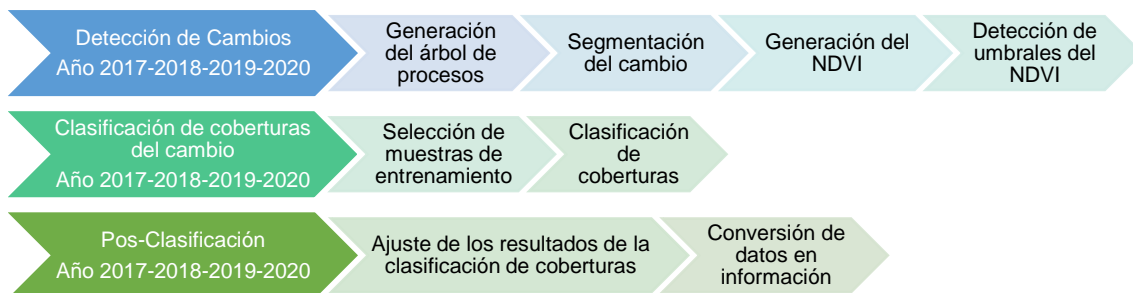 Detección de Cambios
Año 2017-2018-2019-2020
Generación
del árbol de
procesos
Segmentación
del cambio
Generación del
NDVI
Detección de
umbrales del
NDVI
Clasificación de coberturas
del cambio
Año 2017-2018-2019-2020
Selección de
muestras de
entrenamiento
Clasificación
de
coberturas
Pos-Clasificación
Año 2017-2018-2019-2020
Ajuste de los resultados de la
clasificación de coberturas
Conversión de
datos en
información